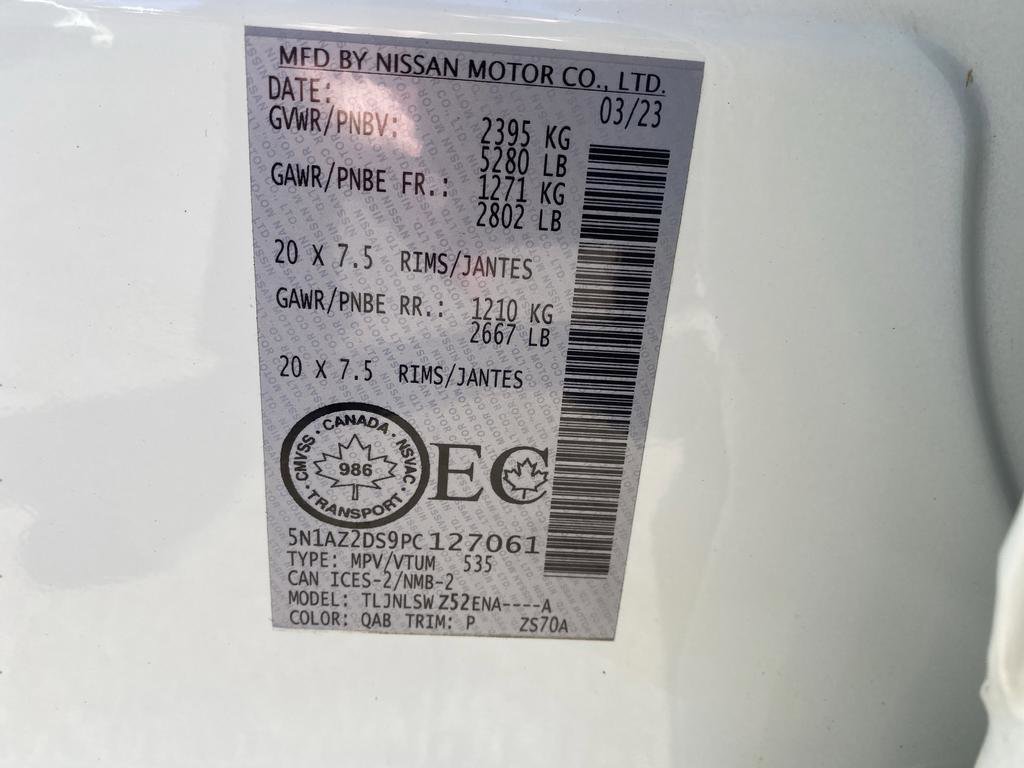 MFD BY NISSAN MOTOR CO., LTD.
DATE: 03/23
GVWR/PNBV: 2395 KG
5280 LB
GAWR/PNBE FR.: 1271 KG
2802 LB
20 X 7.5 RIMS/JANTES
GAWR/PNBE RR.: 1210 KG
2667 LB
20 X 7.5 RIMS/JANTES
CMVSS · CANADA · NSVAC · TRANSPORT ·
986
EC
5N1AZ2DS9PC127061
TYPE: MPV/VTUM 535
CAN ICES-2/NMB-2
MODEL: TLJNLSW Z52ENA----A
COLOR: QAB TRIM: P ZS70A